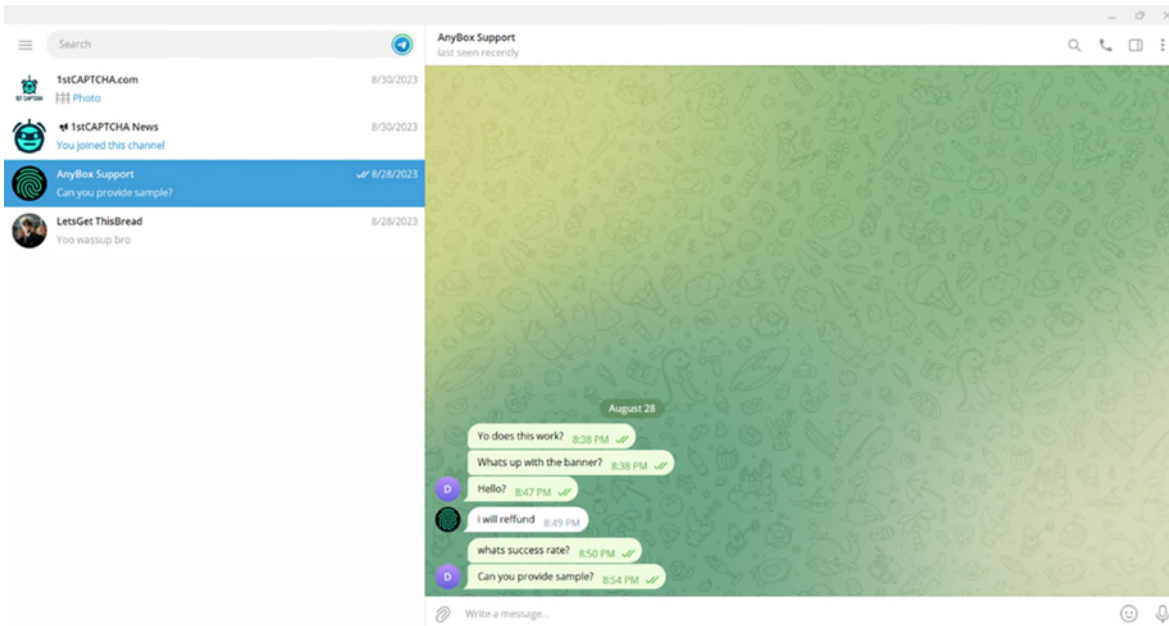 Search
1stCAPTCHA.com
8/30/2023
Photo
1stCAPTCHA News
8/30/2023
You joined this channel
AnyBox Support
8/28/2023
Can you provide sample?
LetsGet ThisBread
8/28/2023
Yoo wassup bro
AnyBox Support
last seen recently
August 28
Yo does this work? 8:38 PM
Whats up with the banner? 8:38 PM
D
Hello? 8:47 PM
i will reffund 8:49 PM
whats success rate? 8:50 PM
D
Can you provide sample? 8:54 PM
Write a message...